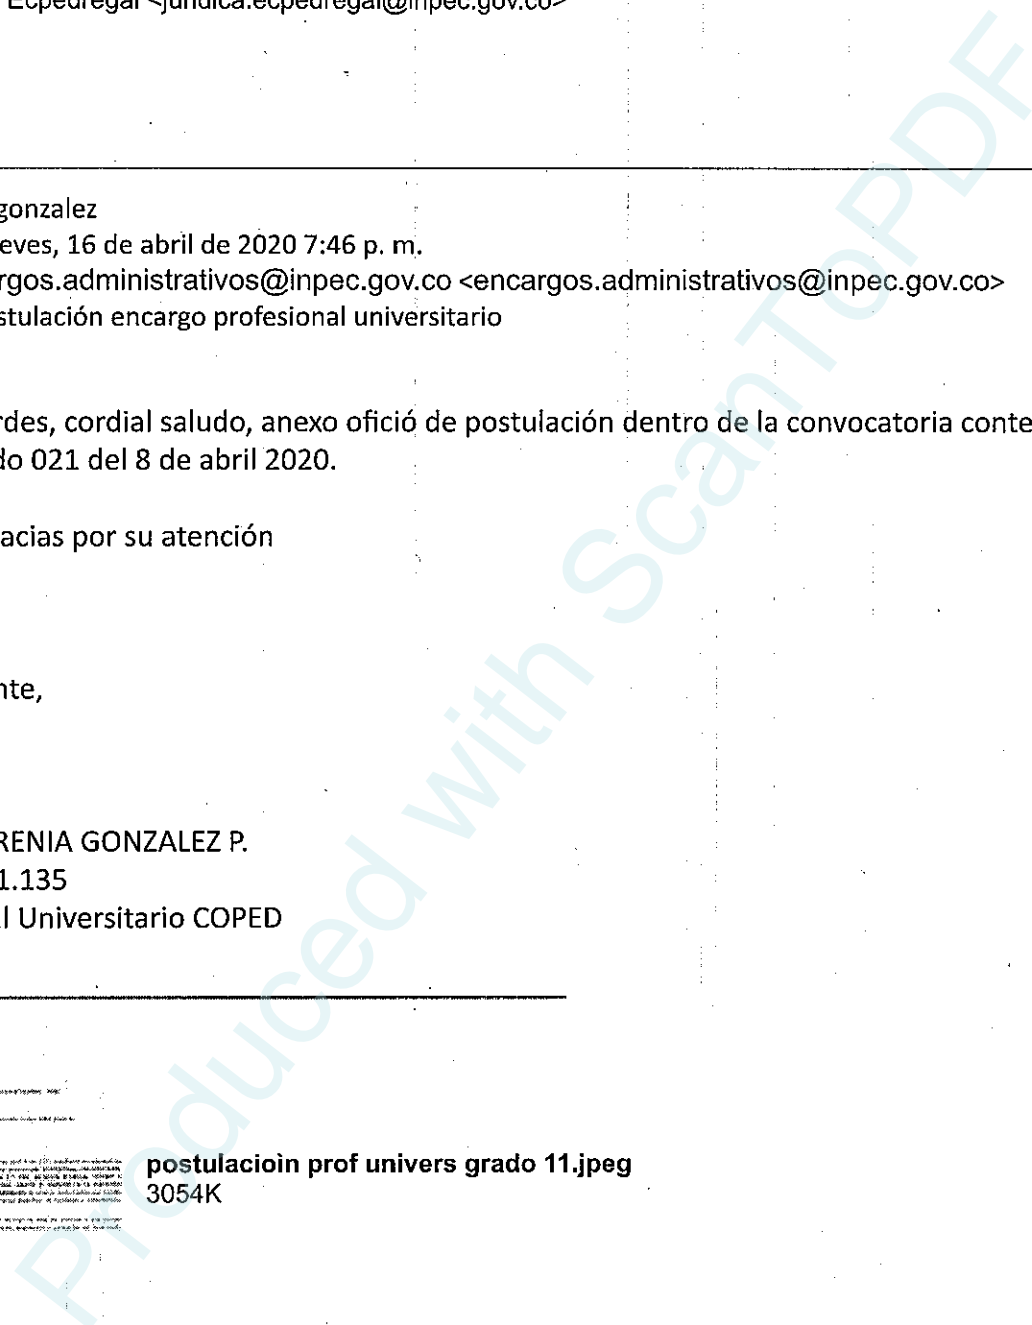 Ecpedregal <juridica.ecpedregal@inpec.gov.co>
gonzalez
eves, 16 de abril de 2020 7:46 p. m.
rgos.administrativos@inpec.gov.co <encargos.administrativos@inpec.gov.co>
stulación encargo profesional universitario
rdes, cordial saludo, anexo ofició de postulación dentro de la convocatoria conte
do 021 del 8 de abril 2020.
acias por su atención
nte,
RENIA GONZALEZ P.
1.135
l Universitario COPED
postulacioìn prof univers grado 11.jpeg
3054K
Produced with ScanToPDF